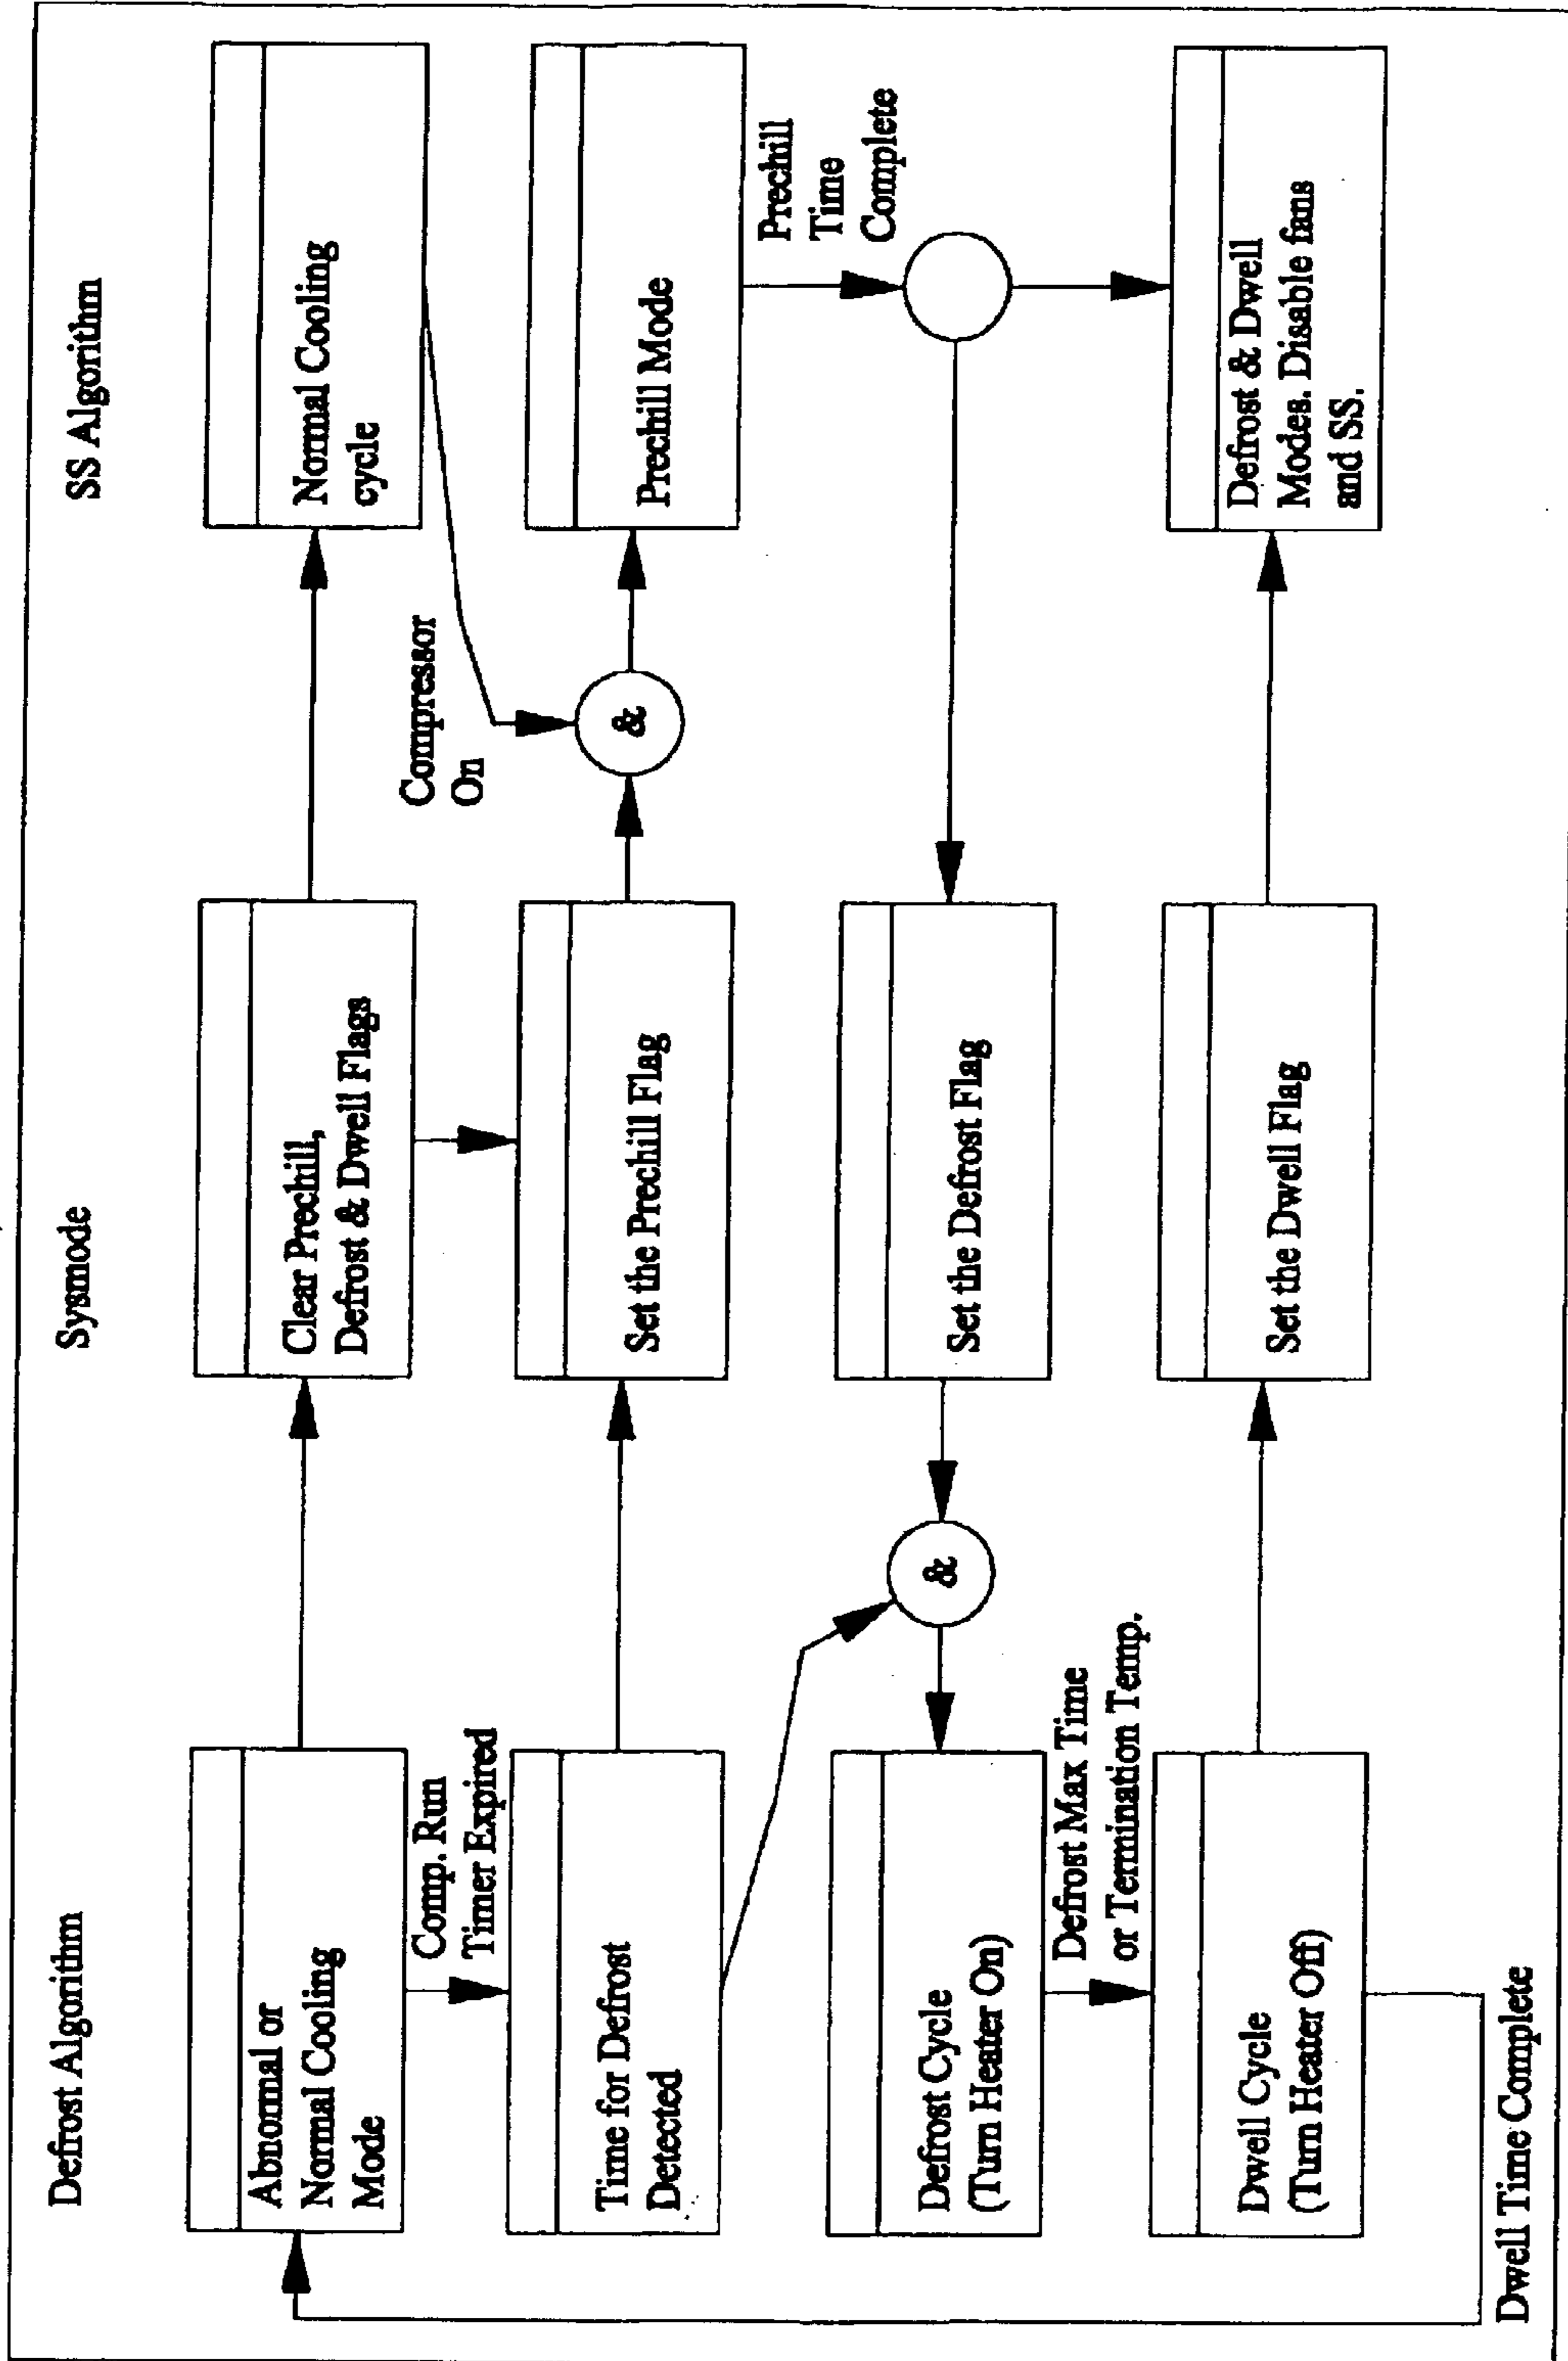 Defrost Algorithm
Sysmode
SS Algorithm
Abnormal or
Normal Cooling
Mode
Clear Prechill,
Defrost & Dwell Flags
Normal Cooling
cycle
Comp. Run
Timer Expired
Compressor
On
Time for Defrost
Detected
Set the Prechill Flag
&
Prechill Mode
Prechill
Time
Complete
&
Defrost Cycle
(Turn Heater On)
Set the Defrost Flag
Defrost Max Time
or Termination Temp.
Dwell Cycle
(Turn Heater Off)
Set the Dwell Flag
Defrost & Dwell
Modes. Disable fans
and SS.
Dwell Time Complete